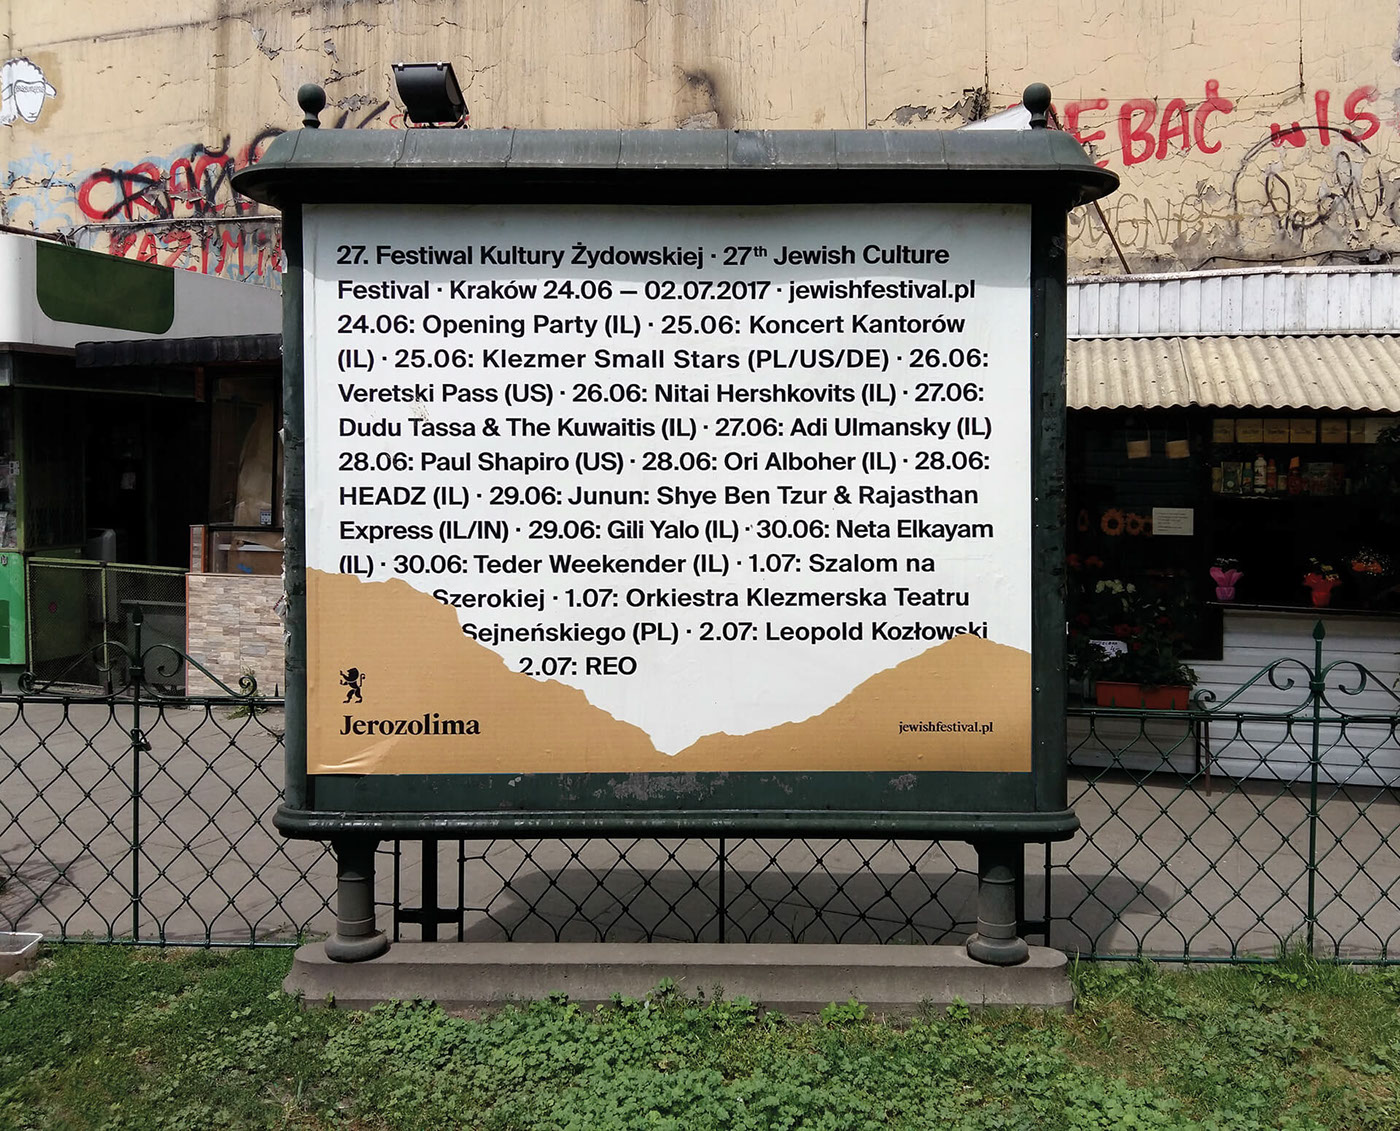 27. Festiwal Kultury Żydowskiej · 27th Jewish Culture
Festival · Kraków 24.06 — 02.07.2017 · jewishfestival.pl
24.06: Opening Party (IL) · 25.06: Koncert Kantorów
(IL) · 25.06: Klezmer Small Stars (PL/US/DE) · 26.06:
Veretski Pass (US) · 26.06: Nitai Hershkovits (IL) · 27.06:
Dudu Tassa & The Kuwaitis (IL) · 27.06: Adi Ulmansky (IL)
28.06: Paul Shapiro (US) · 28.06: Ori Alboher (IL) · 28.06:
HEADZ (IL) · 29.06: Junun: Shye Ben Tzur & Rajasthan
Express (IL/IN) · 29.06: Gili Yalo (IL) · 30.06: Neta Elkayam
(IL) · 30.06: Teder Weekender (IL) · 1.07: Szalom na
Szerokiej · 1.07: Orkiestra Klezmerska Teatru
Sejneńskiego (PL) · 2.07: Leopold Kozłowski
2.07: REO
Jerozolima
jewishfestival.pl